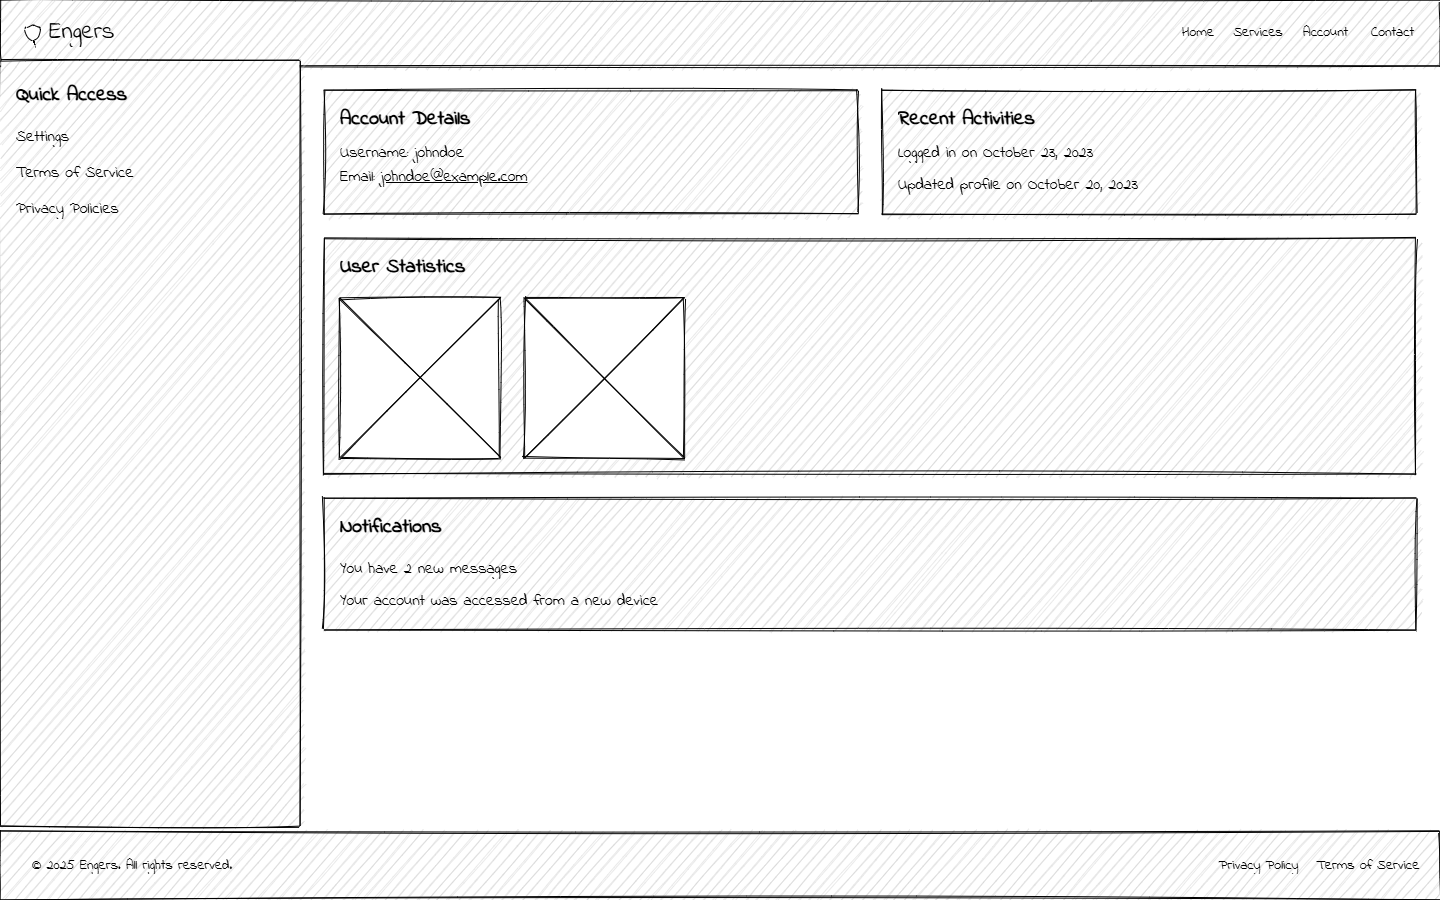 Engers
Home Services Account Contact
Quick Access
Settings
Terms of Service
Privacy Policies
Account Details
Username: johndoe
Email: johndoe@example.com
Recent Activities
Logged in on October 23, 2023
Updated profile on October 20, 2023
User Statistics
Notifications
You have 2 new messages
Your account was accessed from a new device
© 2025 Engers. All rights reserved.
Privacy Policy Terms of Service